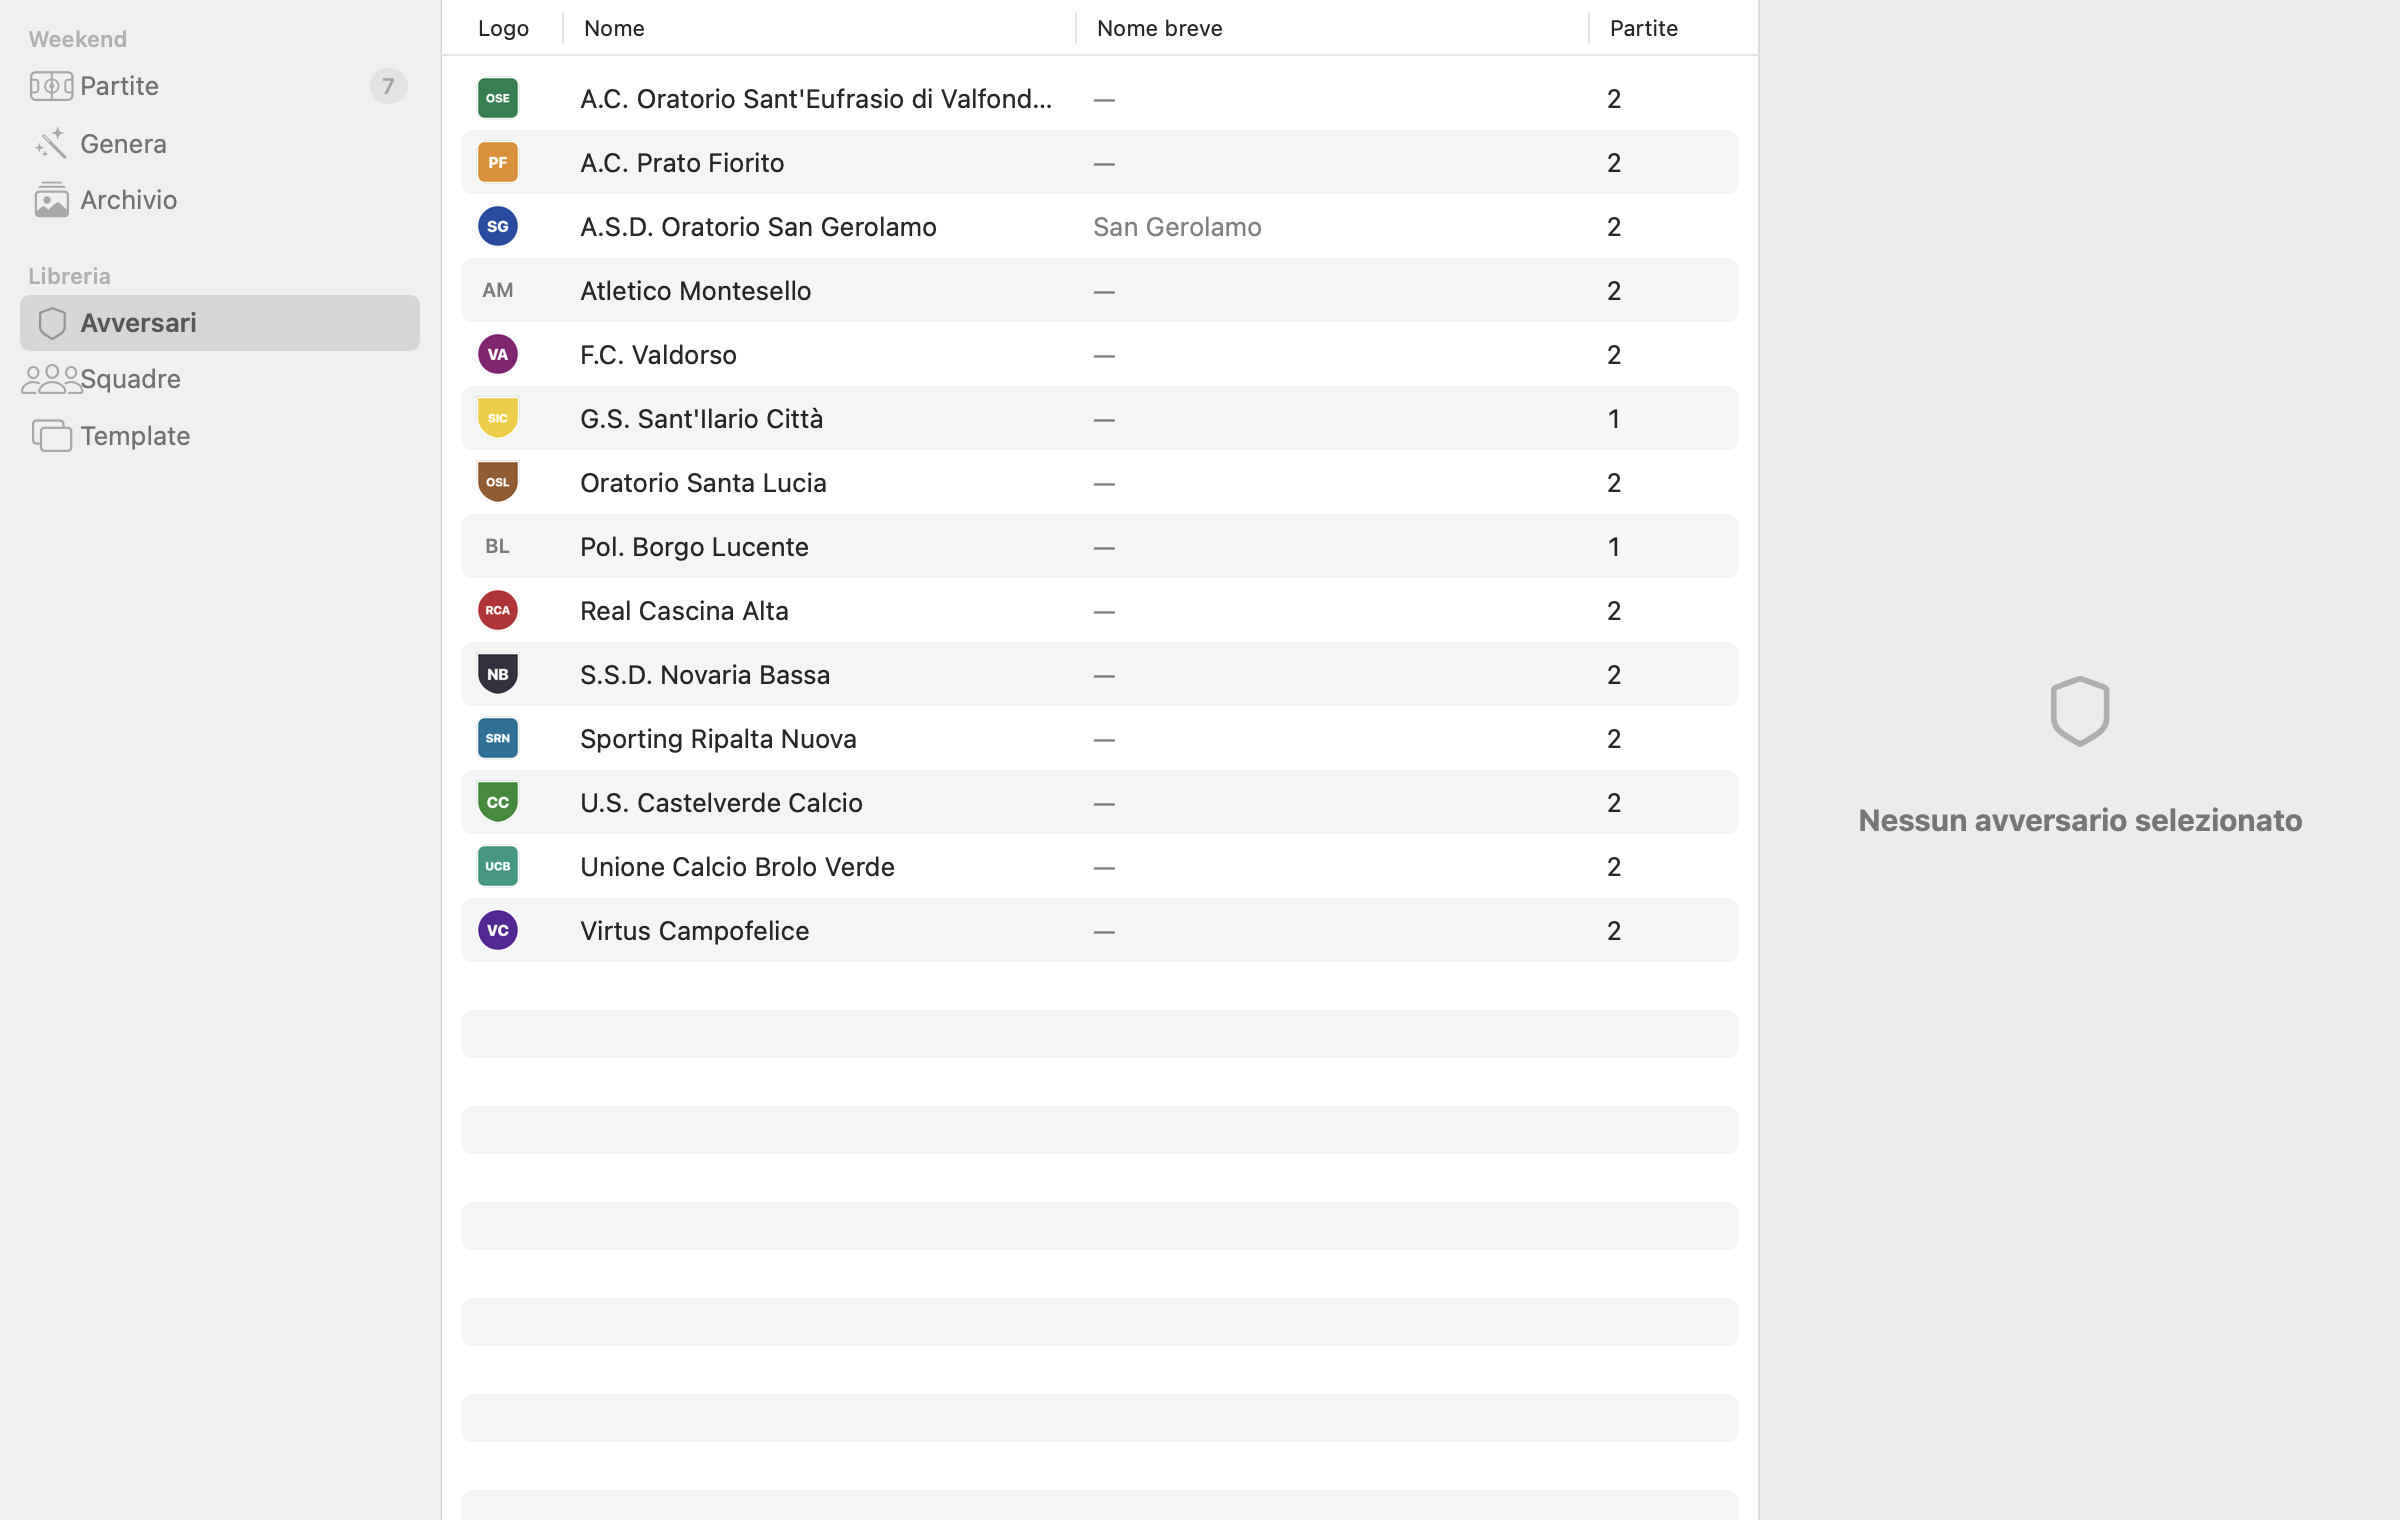 Weekend
Partite 7
Genera
Archivio
Libreria
Avversari
Squadre
Template
Logo Nome Nome breve Partite
OSE A.C. Oratorio Sant'Eufrasio di Valfond... — 2
PF A.C. Prato Fiorito — 2
SG A.S.D. Oratorio San Gerolamo San Gerolamo 2
AM Atletico Montesello — 2
VA F.C. Valdorso — 2
SIC G.S. Sant'Ilario Città — 1
OSL Oratorio Santa Lucia — 2
BL Pol. Borgo Lucente — 1
RCA Real Cascina Alta — 2
NB S.S.D. Novaria Bassa — 2
SRN Sporting Ripalta Nuova — 2
CC U.S. Castelverde Calcio — 2
UCB Unione Calcio Brolo Verde — 2
VC Virtus Campofelice — 2
Nessun avversario selezionato